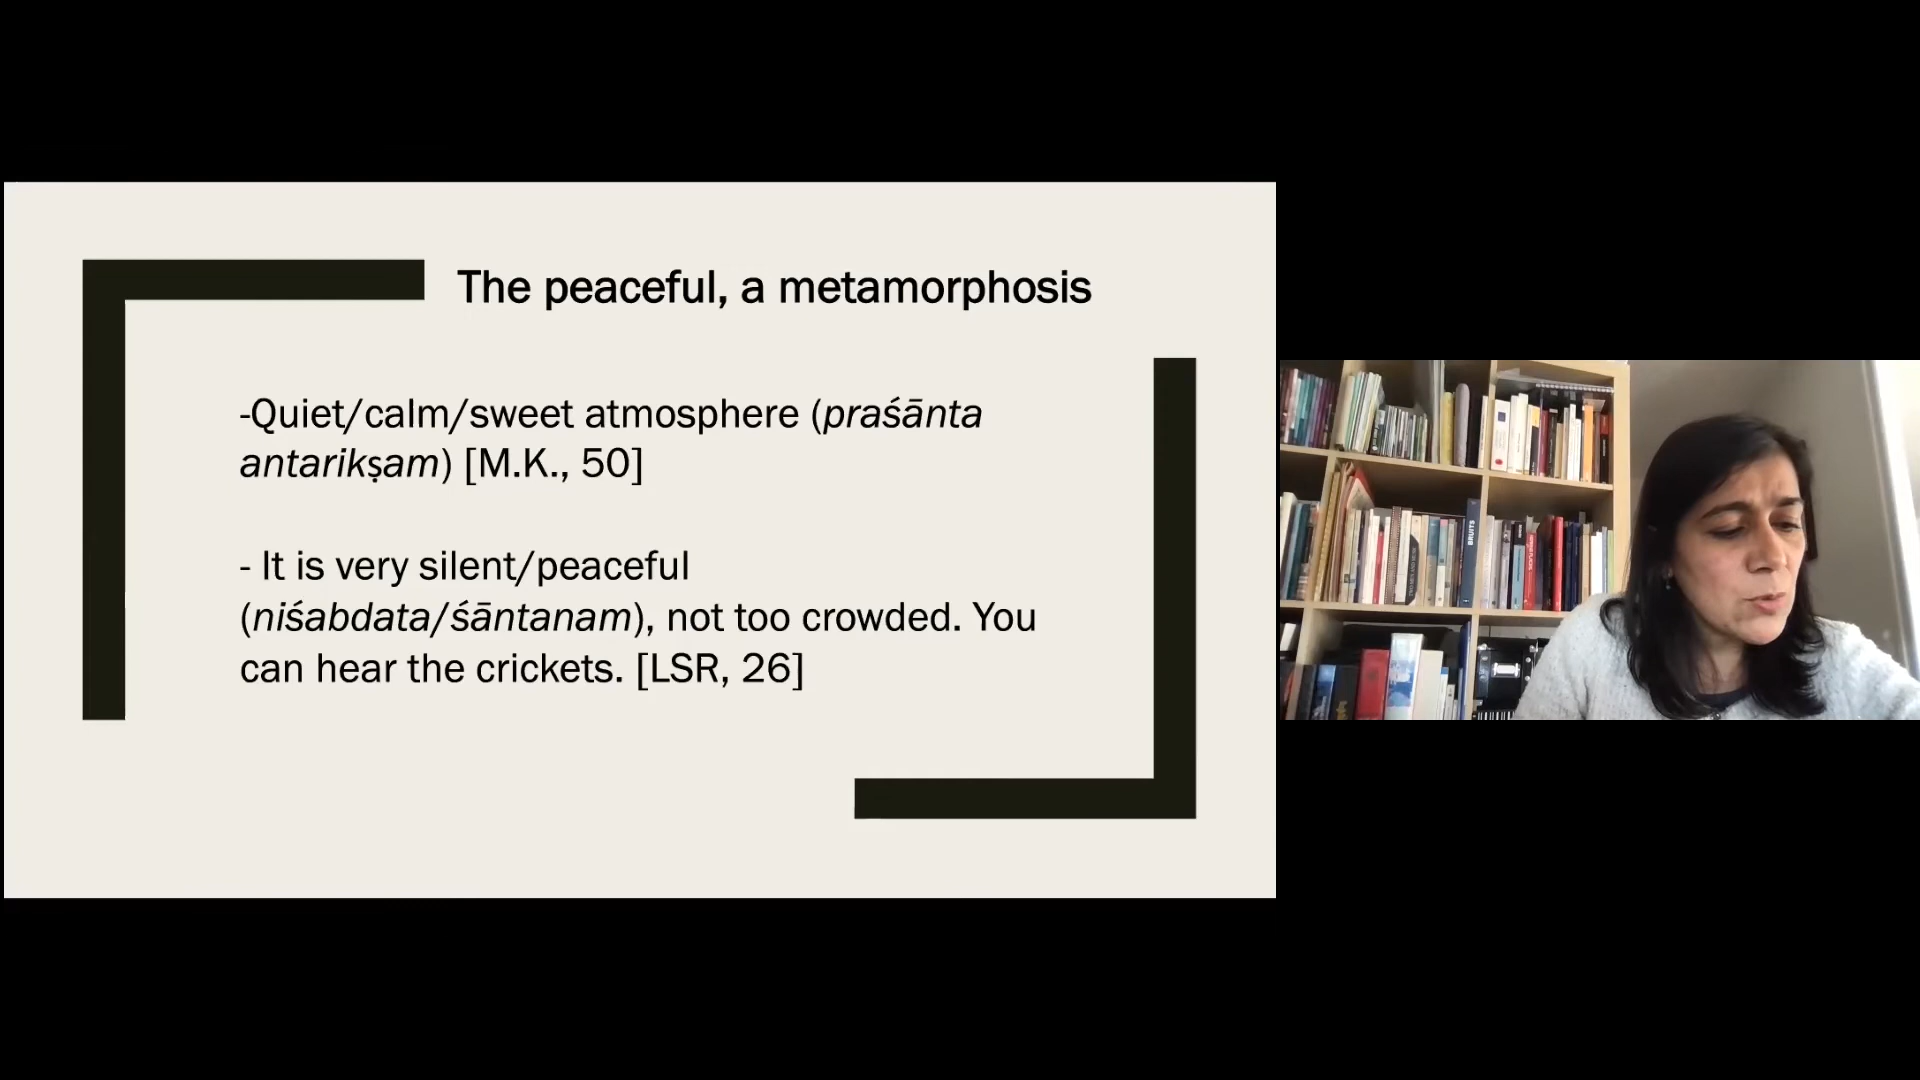 The peaceful, a metamorphosis
-Quiet/calm/sweet atmosphere (praśānta
antarikṣam) [M.K., 50]
- It is very silent/peaceful
(niśabdata/śāntanam), not too crowded. You
can hear the crickets. [LSR, 26]
BRUITS